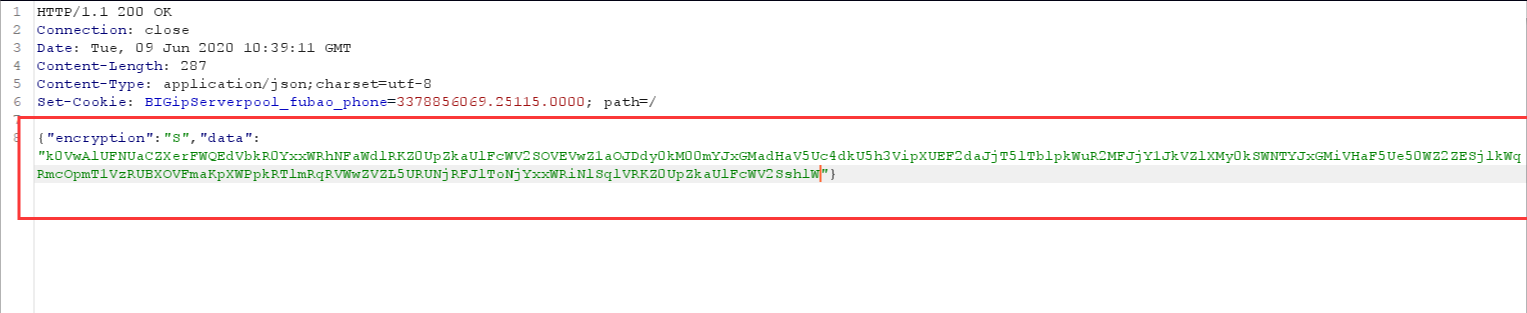 1 HTTP/1.1 200 OK
2 Connection: close
3 Date: Tue, 09 Jun 2020 10:39:11 GMT
4 Content-Length: 287
5 Content-Type: application/json;charset=utf-8
6 Set-Cookie: BIGipServerpool_fubao_phone=3378856069.25115.0000; path=/
7
8 {"encryption":"S","data":
"k0VwAlUFNUaCZXerFWQEdVbkR0YxxWRhNFaWdlRKZ0UpZkaUlFcWV2SOVEVwZ1aOJDdy0kM00mYJxGMadHaV5Uc4dkU5h3VipXUEF2daJjT5lTblpkWuR2MFJjY1JkVZlXMy0kSWNTYJxGMiVHaF5Ue50WZ2ZESjlkWq
RmcOpmTlVzRUBXOVFmaKpXWPpkRTlmRqRVWwZVZL5URUNjRFJlToNjYxxWRiNlSqlVRKZ0UpZkaUlFcWV2SshlW"}